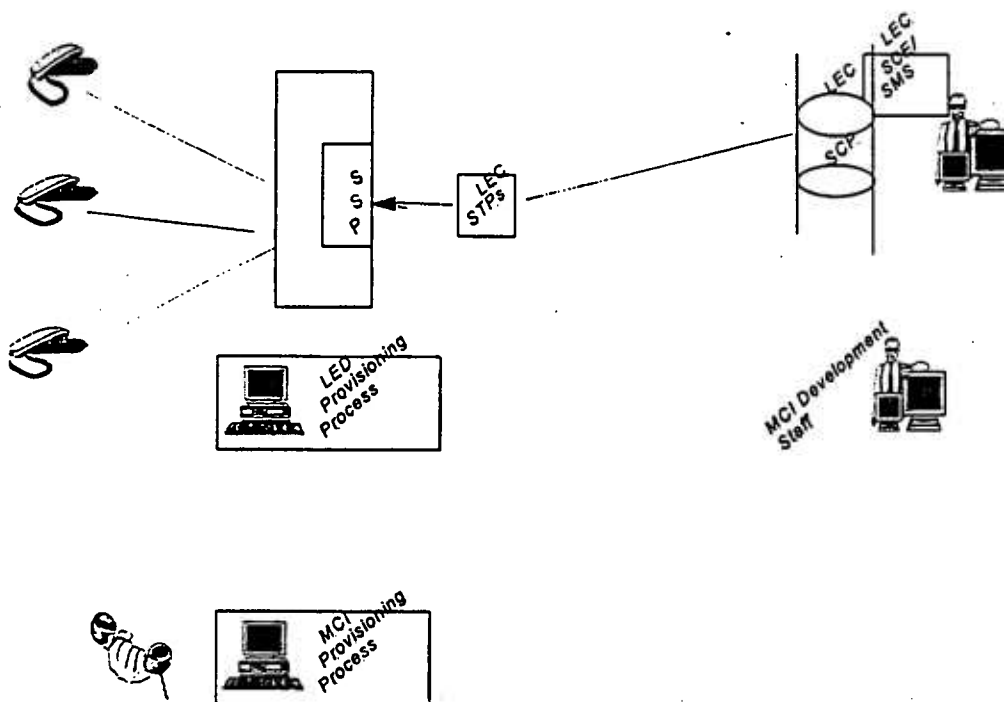 LEC
SCE/
SMS
LEC
SCP
S
S
P
LEC
STPs
LED
Provisioning
Process
MCI Development
Staff
MCI
Provisioning
Process